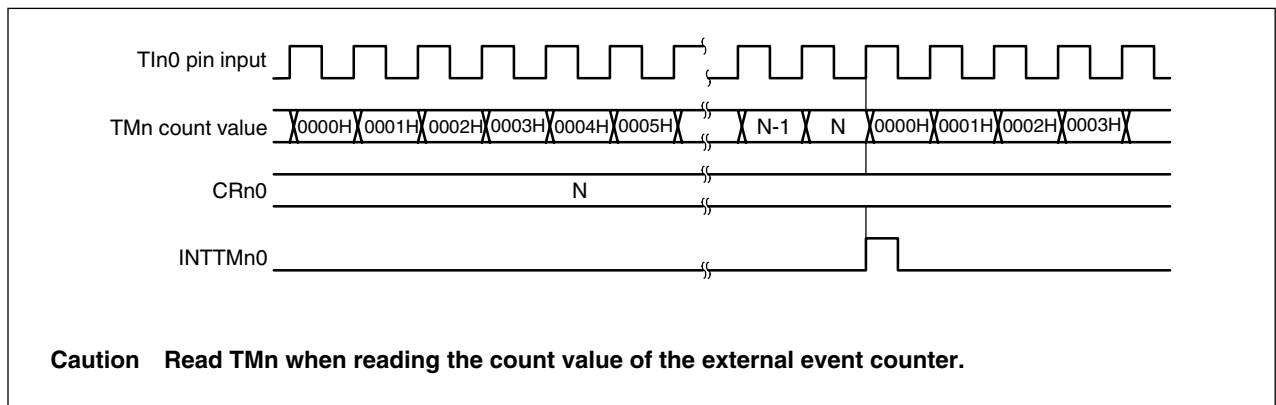 TIn0 pin input
TMn count value 0000H 0001H 0002H 0003H 0004H 0005H N-1 N 0000H 0001H 0002H 0003H
CRn0 N
INTTMn0
Caution Read TMn when reading the count value of the external event counter.